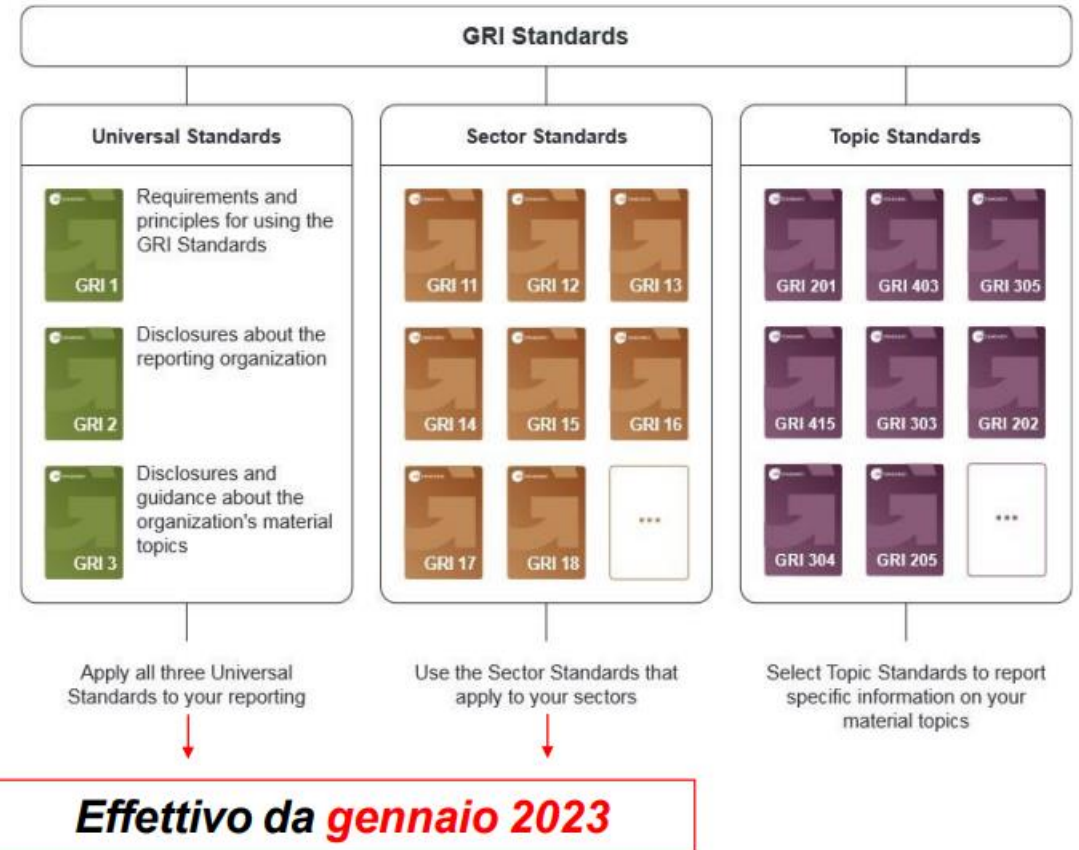 GRI Standards
Universal Standards
GRI 1
Requirements and
principles for using the
GRI Standards
GRI 2
Disclosures about the
reporting organization
GRI 3
Disclosures and
guidance about the
organization's material
topics
Apply all three Universal
Standards to your reporting
Sector Standards
GRI 11 GRI 12 GRI 13
GRI 14 GRI 15 GRI 16
GRI 17 GRI 18 ...
Use the Sector Standards that
apply to your sectors
Topic Standards
GRI 201 GRI 403 GRI 305
GRI 415 GRI 303 GRI 202
GRI 304 GRI 205 ...
Select Topic Standards to report
specific information on your
material topics
Effettivo da gennaio 2023